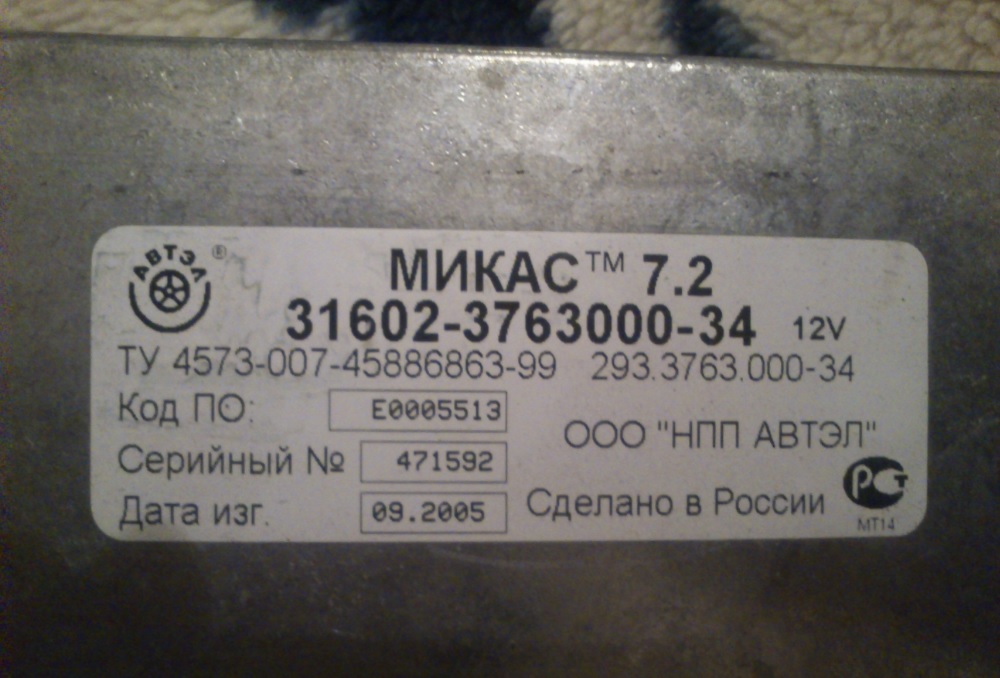 АВТЭЛ ®
МИКАС™ 7.2
31602-3763000-34 12V
ТУ 4573-007-45886863-99 293.3763.000-34
Код ПО: E0005513
ООО "НПП АВТЭЛ"
Серийный № 471592
Дата изг. 09.2005
Сделано в России
РСТ
МТ14